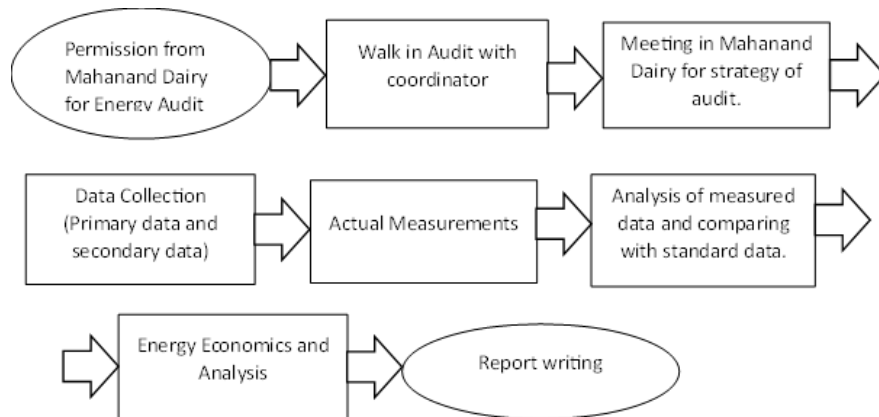 Permission from
Mahanand Dairy
for Energy Audit
Walk in Audit with
coordinator
Meeting in Mahanand
Dairy for strategy of
audit.
Data Collection
(Primary data and
secondary data)
Actual Measurements
Analysis of measured
data and comparing
with standard data.
Energy Economics and
Analysis
Report writing